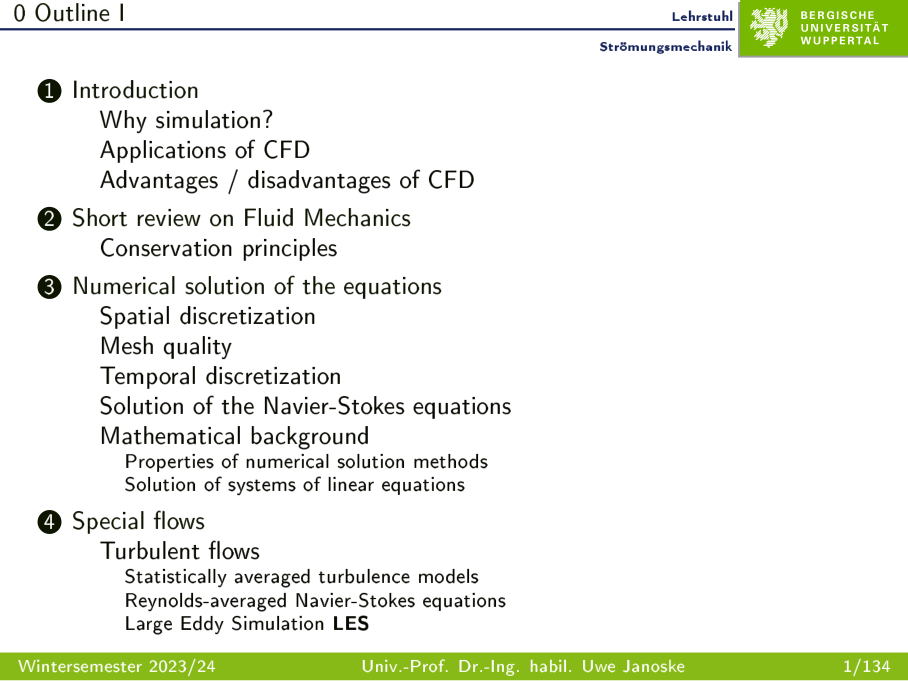 0 Outline I
Lehrstuhl
Strömungsmechanik
BERGISCHE
UNIVERSITÄT
WUPPERTAL
1 Introduction
Why simulation?
Applications of CFD
Advantages / disadvantages of CFD
2 Short review on Fluid Mechanics
Conservation principles
3 Numerical solution of the equations
Spatial discretization
Mesh quality
Temporal discretization
Solution of the Navier-Stokes equations
Mathematical background
Properties of numerical solution methods
Solution of systems of linear equations
4 Special flows
Turbulent flows
Statistically averaged turbulence models
Reynolds-averaged Navier-Stokes equations
Large Eddy Simulation LES
Wintersemester 2023/24
Univ.-Prof. Dr.-Ing. habil. Uwe Janoske
1/134